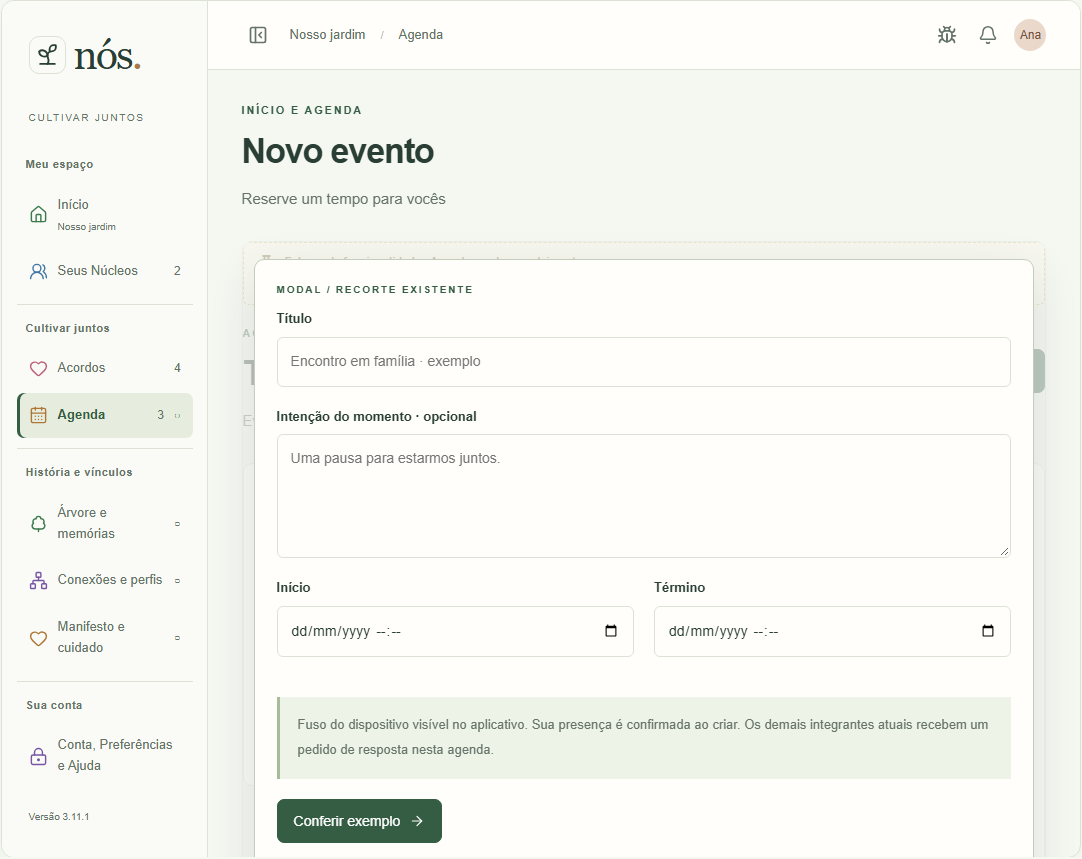 nós.
CULTIVAR JUNTOS
Meu espaço
Início
Nosso jardim
Seus Núcleos 2
Cultivar juntos
Acordos 4
Agenda 3
História e vínculos
Árvore e
memórias
Conexões e perfis
Manifesto e
cuidado
Sua conta
Conta, Preferências
e Ajuda
Versão 3.11.1
Nosso jardim / Agenda
Ana
INÍCIO E AGENDA
Novo evento
Reserve um tempo para vocês
MODAL / RECORTE EXISTENTE
Título
Encontro em família · exemplo
Intenção do momento · opcional
Uma pausa para estarmos juntos.
Início Término
dd/mm/yyyy --:-- dd/mm/yyyy --:--
Fuso do dispositivo visível no aplicativo. Sua presença é confirmada ao criar. Os demais integrantes atuais recebem um
pedido de resposta nesta agenda.
Conferir exemplo